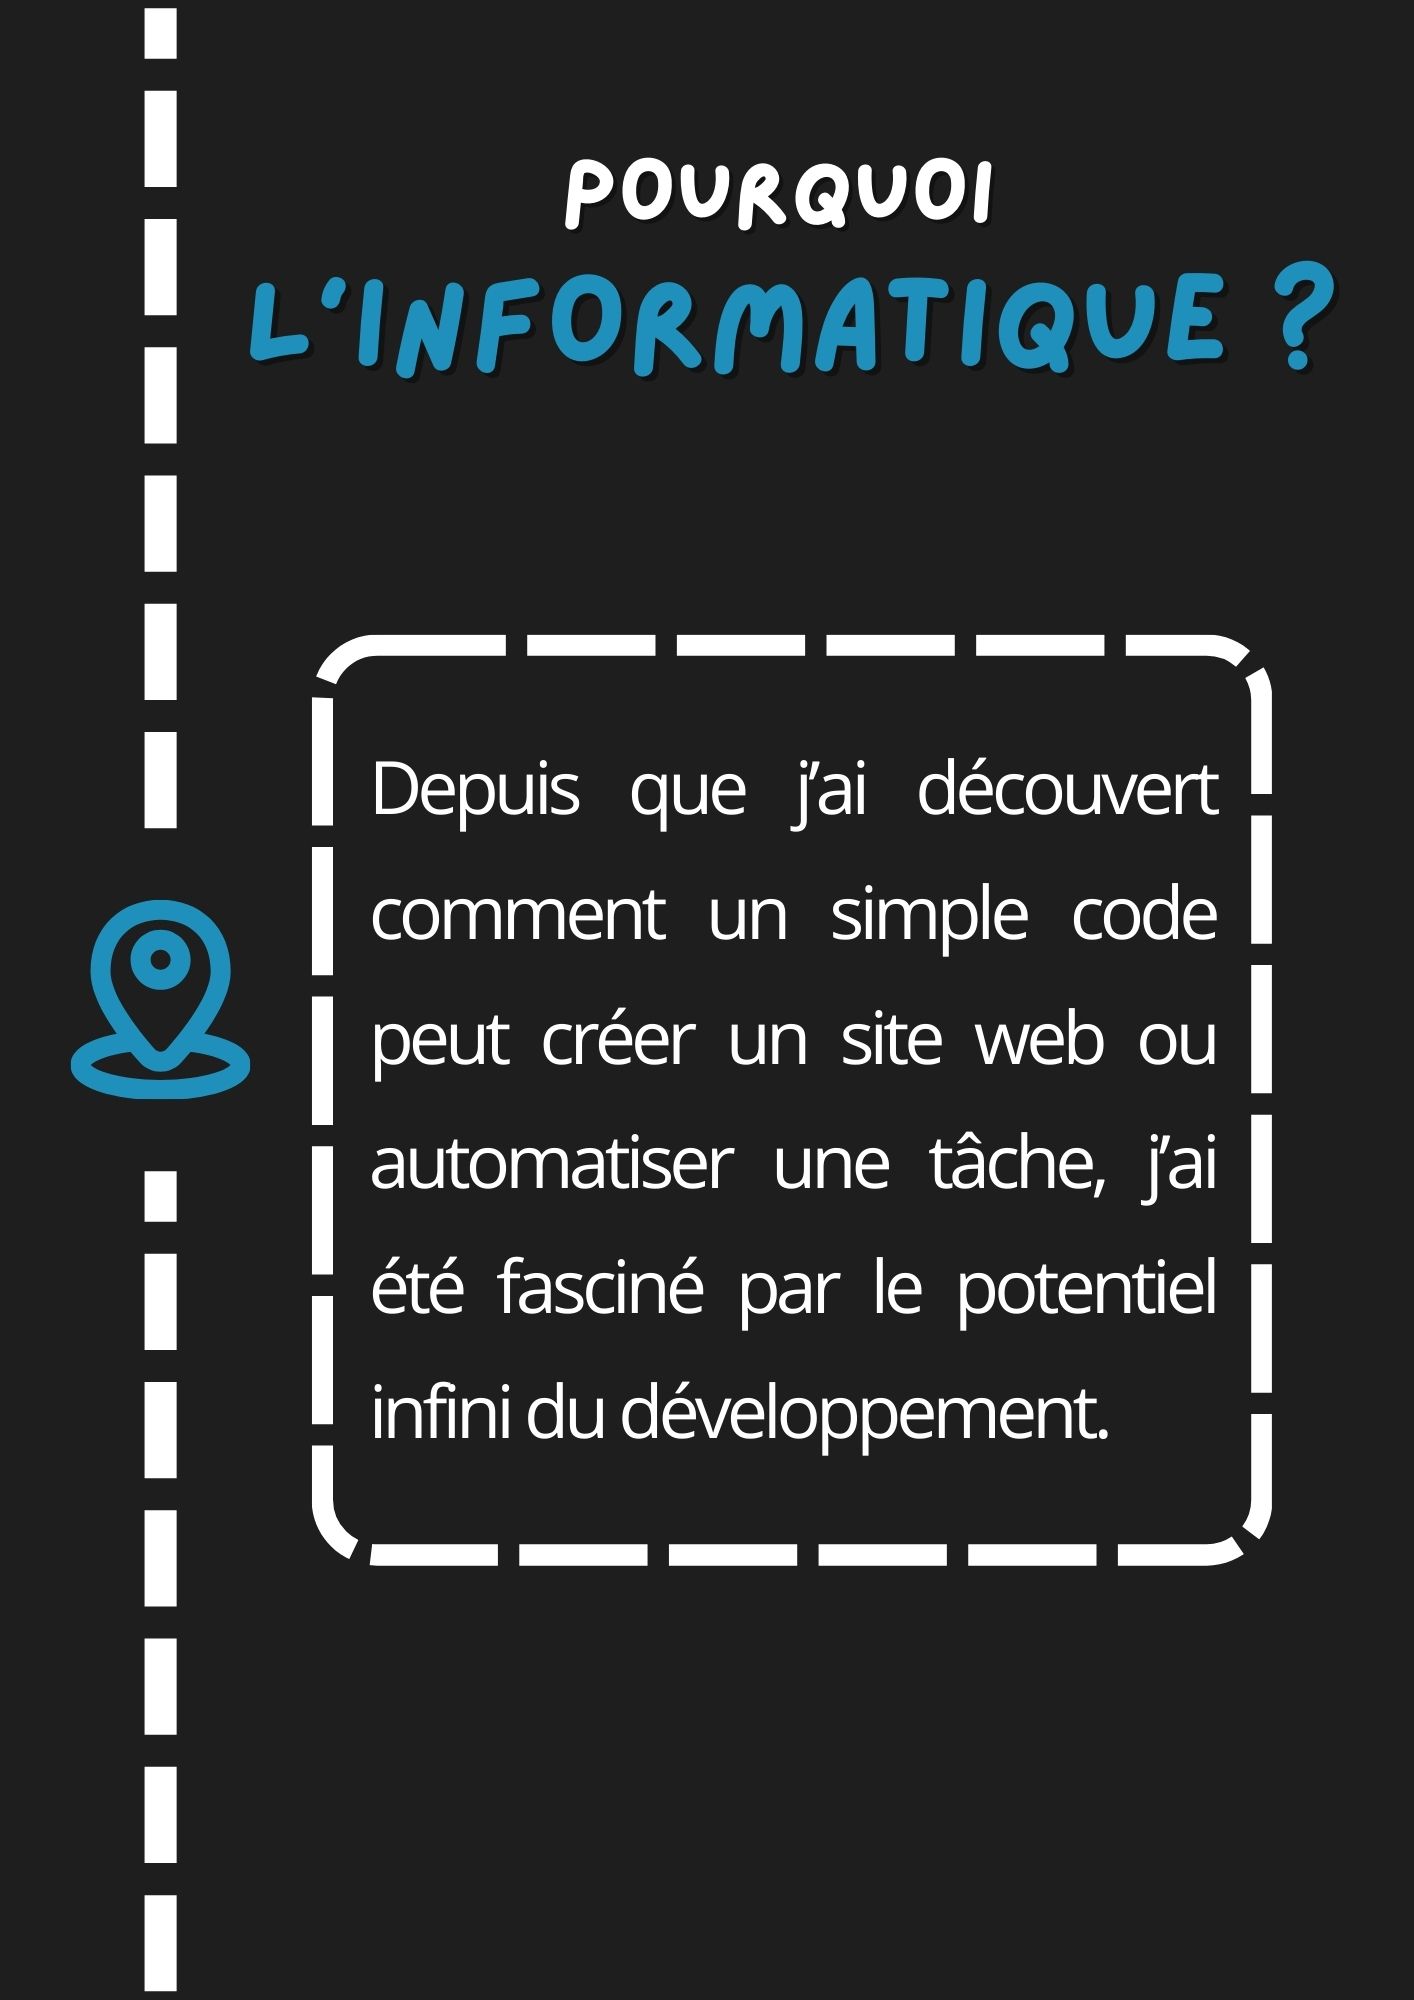 POURQUOI
L'INFORMATIQUE ?
Depuis que j’ai découvert
comment un simple code
peut créer un site web ou
automatiser une tâche, j’ai
été fasciné par le potentiel
infini du développement.